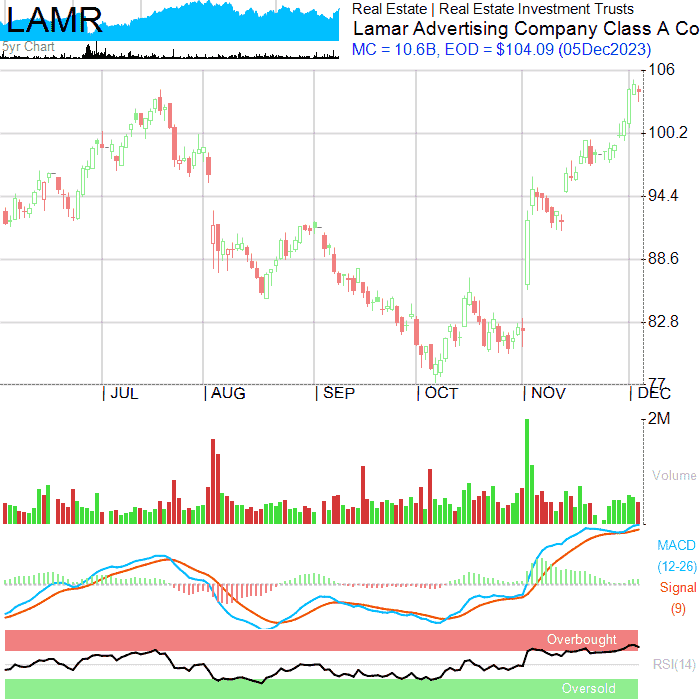 LAMR
5yr Chart
Real Estate | Real Estate Investment Trusts
Lamar Advertising Company Class A Co
MC = 10.6B, EOD = $104.09 (05Dec2023)
106
100.2
94.4
88.6
82.8
77
| JUL
| AUG
| SEP
| OCT
| NOV
| DEC
2M
Volume
MACD
(12-26)
Signal
(9)
Overbought
RSI(14)
Oversold